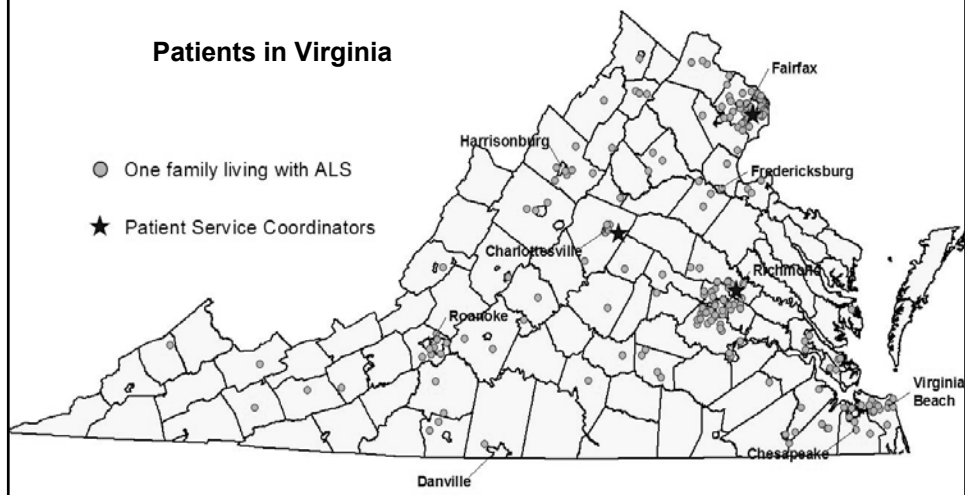 Patients in Virginia
Fairfax
Harrisonburg
One family living with ALS
Fredericksburg
Patient Service Coordinators
Charlottesville
Richmond
Roanoke
Virginia
Beach
Chesapeake
Danville